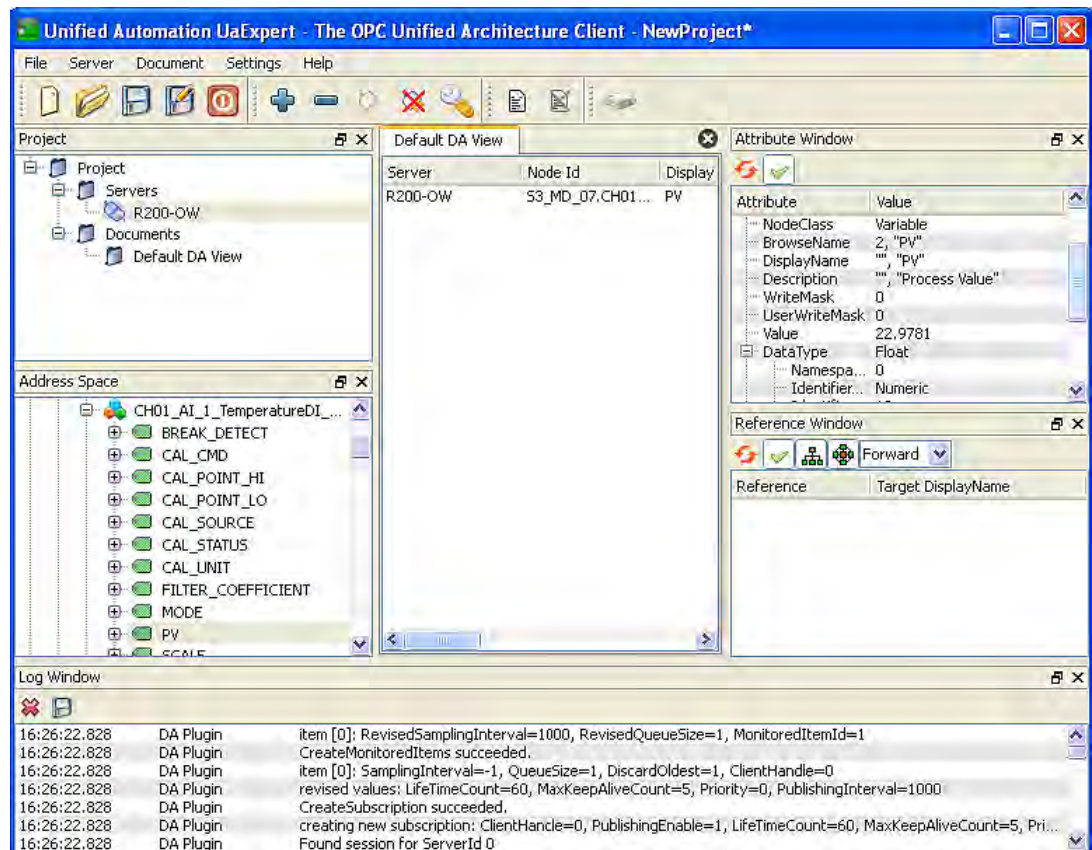 Unified Automation UaExpert - The OPC Unified Architecture Client - NewProject*
File Server Document Settings Help
Project
Project
Servers
R200-OW
Documents
Default DA View
Address Space
CH01_AI_1_TemperatureDI_...
BREAK_DETECT
CAL_CMD
CAL_POINT_HI
CAL_POINT_LO
CAL_SOURCE
CAL_STATUS
CAL_UNIT
FILTER_COEFFICIENT
MODE
PV
SCALE
Default DA View
Server Node Id Display
R200-OW S3_MD_07.CH01... PV
Attribute Window
Attribute Value
NodeClass Variable
BrowseName 2, "PV"
DisplayName "", "PV"
Description "", "Process Value"
WriteMask 0
UserWriteMask 0
Value 22.9781
DataType Float
Namespa... 0
Identifier... Numeric
Reference Window
Forward
Reference Target DisplayName
Log Window
16:26:22.828 DA Plugin item [0]: RevisedSamplingInterval=1000, RevisedQueueSize=1, MonitoredItemId=1
16:26:22.828 DA Plugin CreateMonitoredItems succeeded.
16:26:22.828 DA Plugin item [0]: SamplingInterval=-1, QueueSize=1, DiscardOldest=1, ClientHandle=0
16:26:22.828 DA Plugin revised values: LifeTimeCount=60, MaxKeepAliveCount=5, Priority=0, PublishingInterval=1000
16:26:22.828 DA Plugin CreateSubscription succeeded.
16:26:22.828 DA Plugin creating new subscription: ClientHandle=0, PublishingEnable=1, LifeTimeCount=60, MaxKeepAliveCount=5, Pri...
16:26:22.828 DA Plugin Found session for ServerId 0